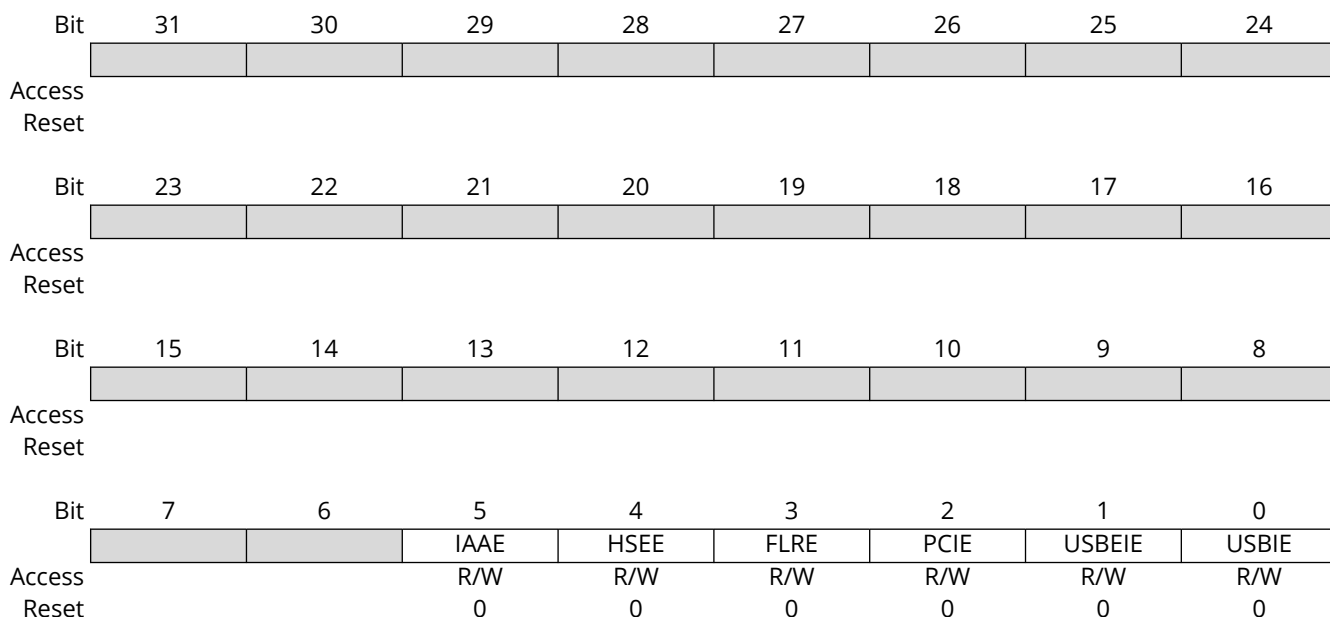 Bit 31 30 29 28 27 26 25 24
Access
Reset
Bit 23 22 21 20 19 18 17 16
Access
Reset
Bit 15 14 13 12 11 10 9 8
Access
Reset
Bit 7 6 5 4 3 2 1 0
IAAE HSEE FLRE PCIE USBEIE USBIE
Access R/W R/W R/W R/W R/W R/W
Reset 0 0 0 0 0 0